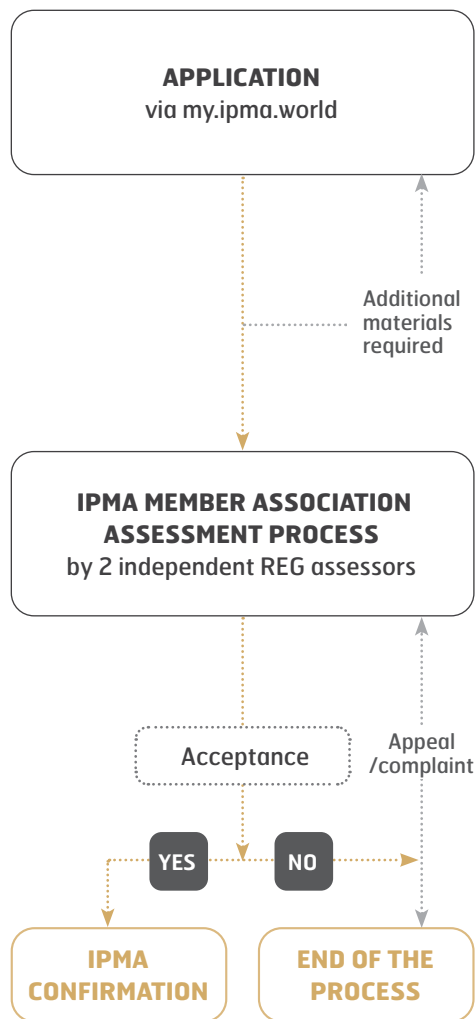 APPLICATION
via my.ipma.world
Additional
materials
required
IPMA MEMBER ASSOCIATION
ASSESSMENT PROCESS
by 2 independent REG assessors
Acceptance
Appeal
/complaint
YES
NO
IPMA
CONFIRMATION
END OF THE
PROCESS